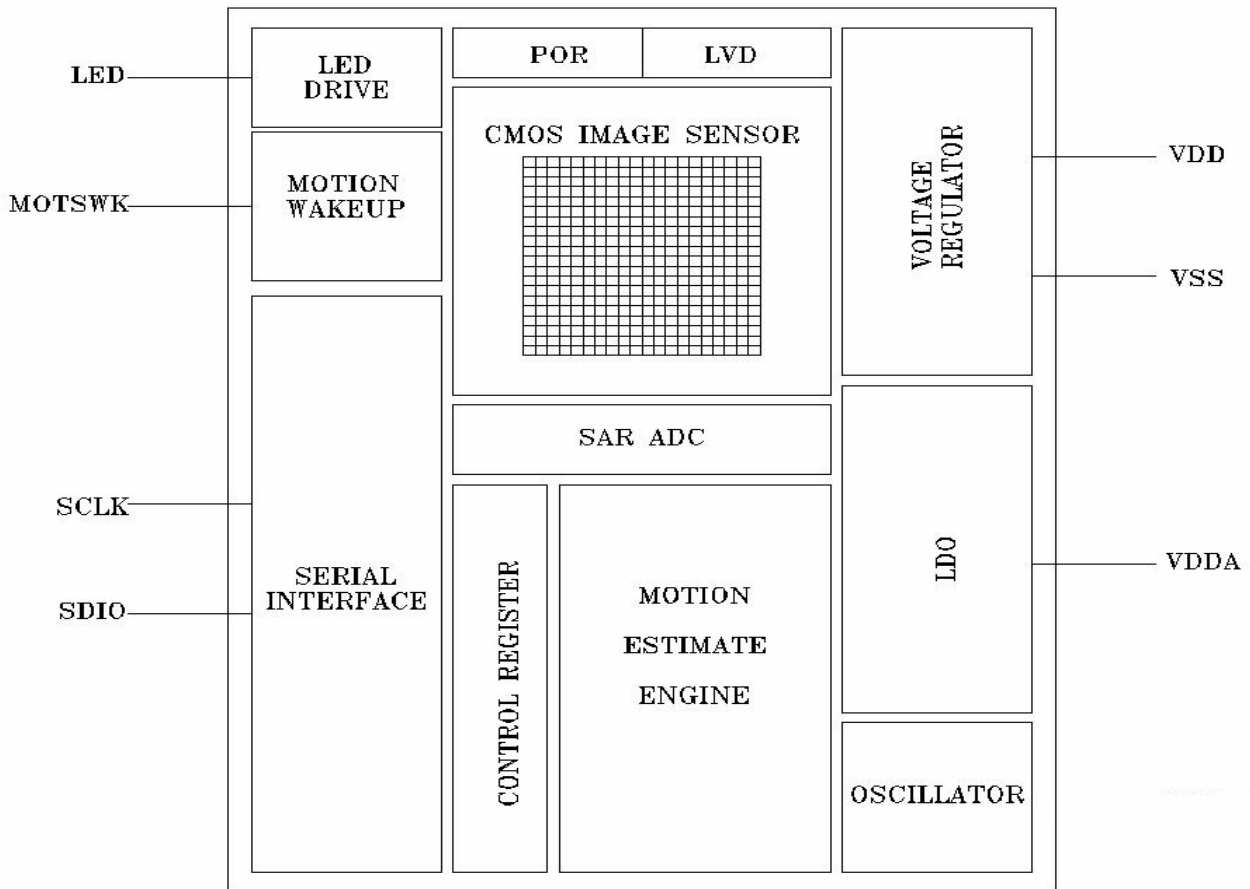 LED
LED
DRIVE
POR
LVD
MOTSWK
MOTION
WAKEUP
CMOS IMAGE SENSOR
VOLTAGE
REGULATOR
VDD
VSS
SAR ADC
SCLK
SDIO
SERIAL
INTERFACE
CONTROL REGISTER
MOTION
ESTIMATE
ENGINE
LDO
VDDA
OSCILLATOR